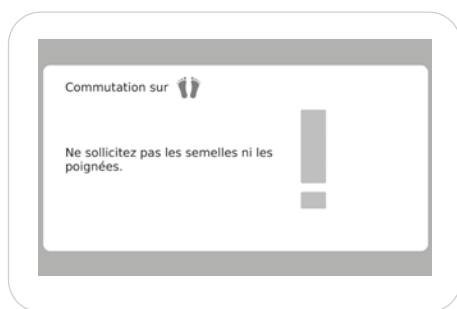 Commutation sur
Ne sollicitez pas les semelles ni les
poignées.